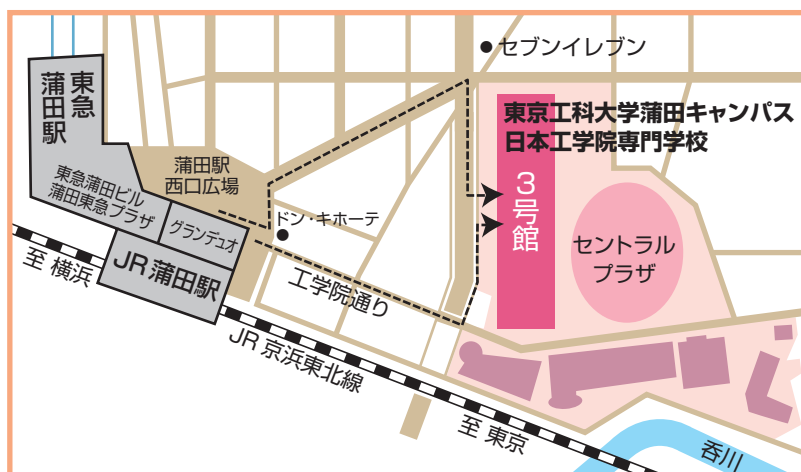 セブンイレブン
東急
蒲田駅
東京工科大学蒲田キャンパス
日本工学院専門学校
蒲田駅
西口広場
東急蒲田ビル
蒲田東急プラザ
グランデュオ
ドン・キホーテ
3号館
セントラル
プラザ
至 横浜
JR 蒲田駅
工学院通り
JR 京浜東北線
至 東京
呑川